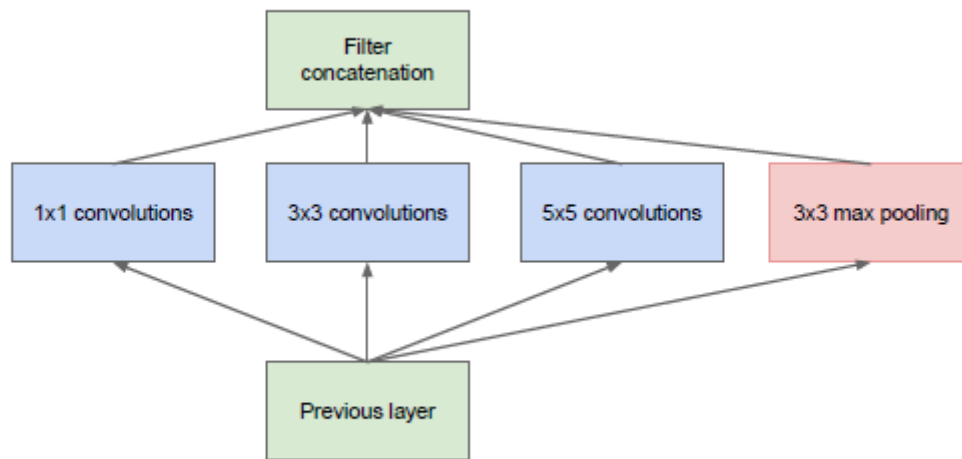 Filter
concatenation
1x1 convolutions
3x3 convolutions
5x5 convolutions
3x3 max pooling
Previous layer